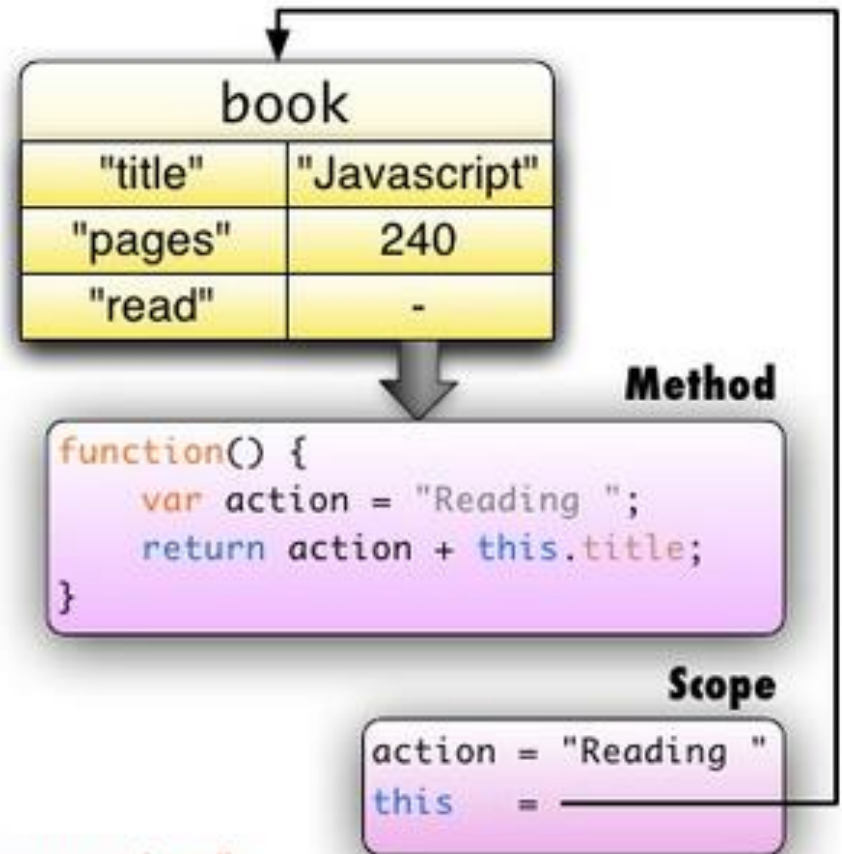 book
"title" "Javascript"
"pages" 240
"read" -
Method
function() {
var action = "Reading ";
return action + this.title;
}
Scope
action = "Reading "
this =